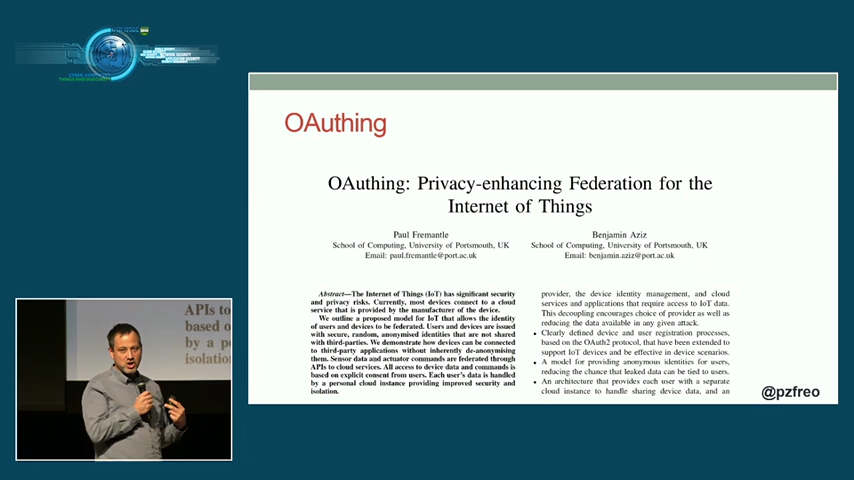 OAuthing
OAuthing: Privacy-enhancing Federation for the
Internet of Things
Paul Fremantle
School of Computing, University of Portsmouth, UK
Email: paul.fremantle@port.ac.uk
Benjamin Aziz
School of Computing, University of Portsmouth, UK
Email: benjamin.aziz@port.ac.uk
Abstract—The Internet of Things (IoT) has significant security
and privacy risks. Currently, most devices connect to a cloud
service that is provided by the manufacturer of the device.
We outline a proposed model for IoT that allows the identity
of users and devices to be federated. Users and devices are issued
with secure, random, anonymised identities that are not shared
with third-parties. We demonstrate how devices can be connected
to third-party applications without inherently de-anonymising
them. Sensor data and actuator commands are federated through
APIs to cloud services. All access to device data and commands is
based on explicit consent from users. Each user's data is handled
by a personal cloud instance providing improved security and
isolation.
provider, the device identity management, and cloud
services and applications that require access to IoT data.
This decoupling encourages choice of provider as well as
reducing the data available in any given attack.
• Clearly defined device and user registration processes,
based on the OAuth2 protocol, that have been extended to
support IoT devices and be effective in device scenarios.
• A model for providing anonymous identities for users,
reducing the chance that leaked data can be tied to users.
• An architecture that provides each user with a separate
cloud instance to handle sharing device data, and an
@pzfreo
APIs to
based o
by a p
isolation